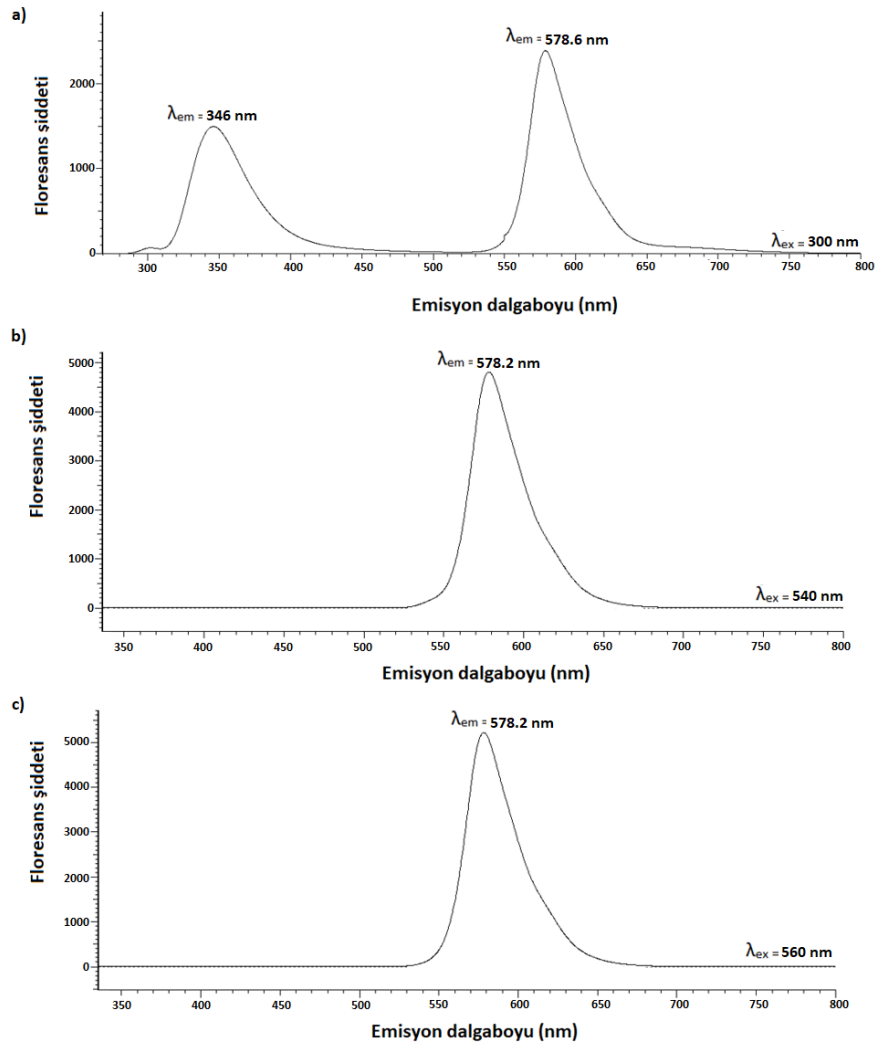 a)
λem = 578.6 nm
λem = 346 nm
Floresans şiddeti
2000
1000
0
λex = 300 nm
300 350 400 450 500 550 600 650 700 750 800
Emisyon dalgaboyu (nm)
b)
λem = 578.2 nm
Floresans şiddeti
5000
4000
3000
2000
1000
0
λex = 540 nm
350 400 450 500 550 600 650 700 750 800
Emisyon dalgaboyu (nm)
c)
λem = 578.2 nm
Floresans şiddeti
5000
4000
3000
2000
1000
0
λex = 560 nm
350 400 450 500 550 600 650 700 750 800
Emisyon dalgaboyu (nm)